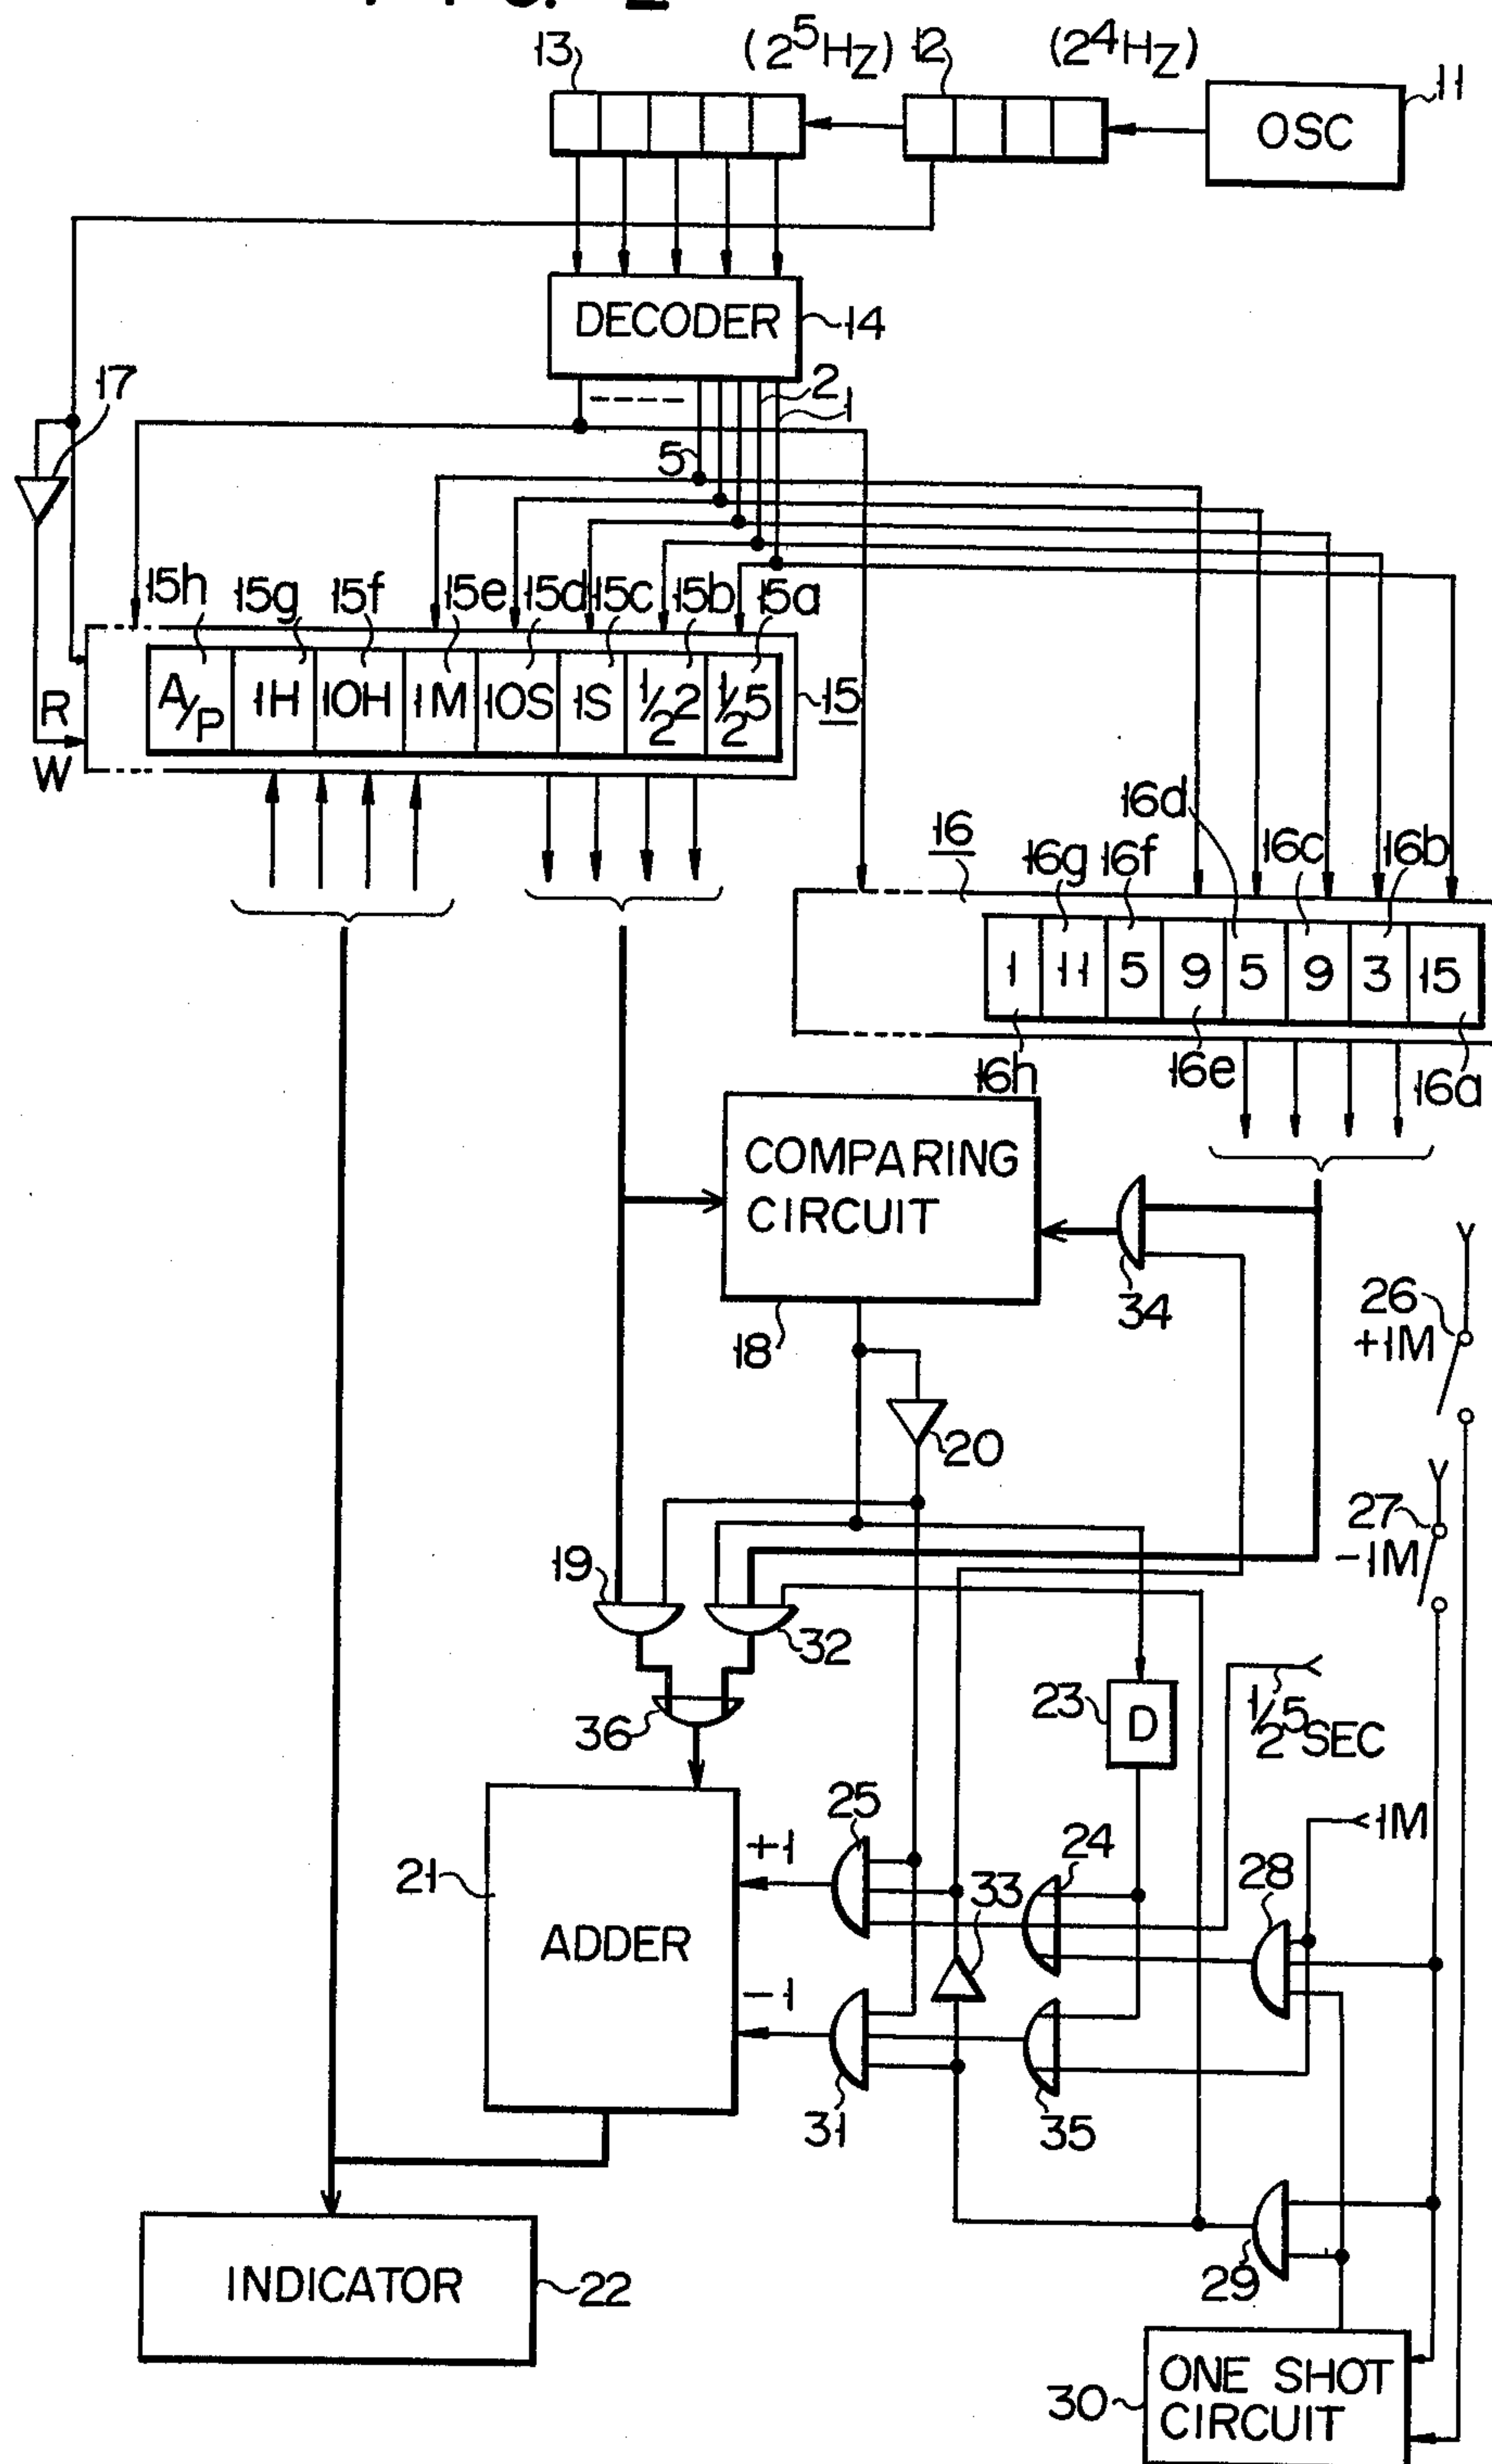 13
(2⁵HZ)
12
(2⁴HZ)
11
OSC
DECODER
14
17
2
1
5
15h
15g
15f
15e
15d
15c
15b
15a
A/P
1H
10H
1M
10S
1S
1/2²
1/2⁵
15
R
W
16
16g
16f
16d
16c
16b
1
11
5
9
5
9
3
15
16h
16e
16a
COMPARING
CIRCUIT
18
34
26
+1M
20
27
-1M
19
32
36
23
D
1/2⁵SEC
25
24
1M
21
+1
33
28
ADDER
-1
31
35
INDICATOR
22
29
30
ONE SHOT
CIRCUIT